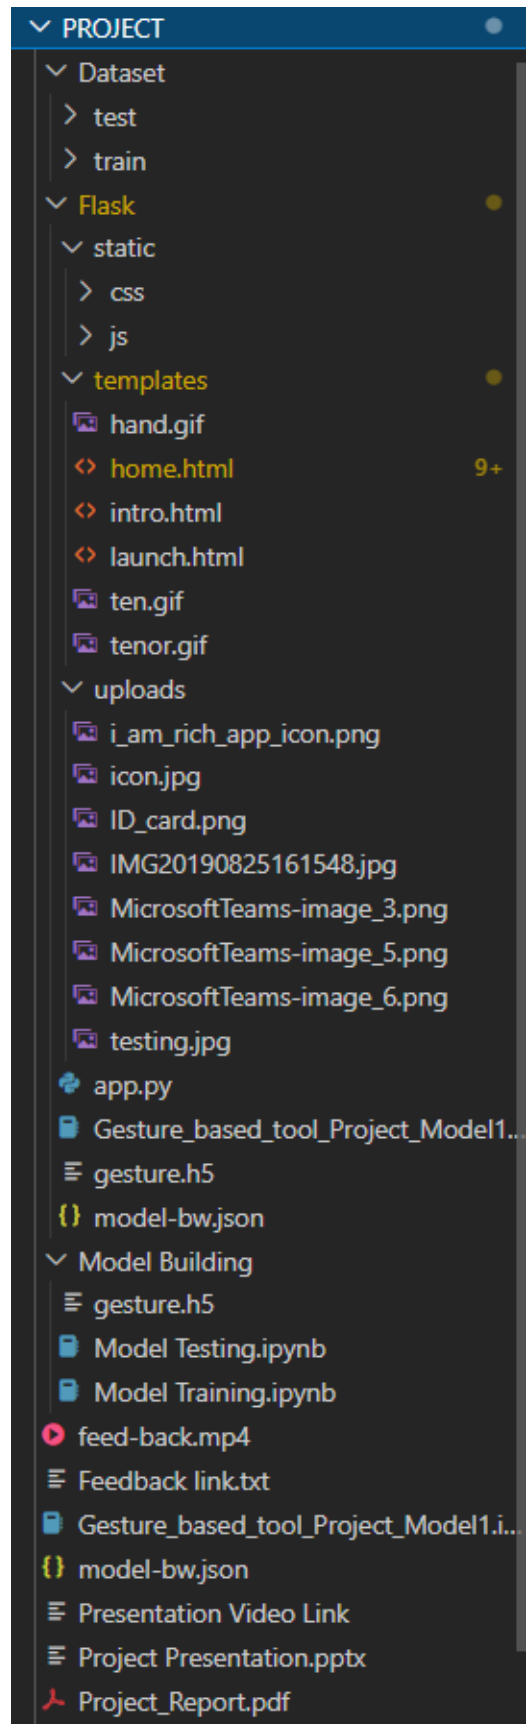 PROJECT
Dataset
test
train
Flask
static
css
js
templates
hand.gif
home.html 9+
intro.html
launch.html
ten.gif
tenor.gif
uploads
i_am_rich_app_icon.png
icon.jpg
ID_card.png
IMG20190825161548.jpg
MicrosoftTeams-image_3.png
MicrosoftTeams-image_5.png
MicrosoftTeams-image_6.png
testing.jpg
app.py
Gesture_based_tool_Project_Model1...
gesture.h5
{} model-bw.json
Model Building
gesture.h5
Model Testing.ipynb
Model Training.ipynb
feed-back.mp4
Feedback link.txt
Gesture_based_tool_Project_Model1.i...
{} model-bw.json
Presentation Video Link
Project Presentation.pptx
Project_Report.pdf